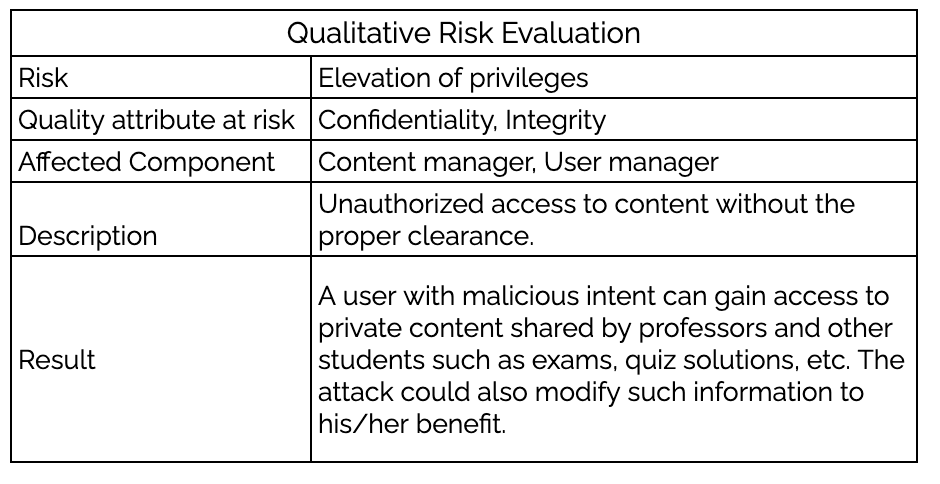 Qualitative Risk Evaluation
Risk
Elevation of privileges
Quality attribute at risk
Confidentiality, Integrity
Affected Component
Content manager, User manager
Description
Unauthorized access to content without the
proper clearance.
Result
A user with malicious intent can gain access to
private content shared by professors and other
students such as exams, quiz solutions, etc. The
attack could also modify such information to
his/her benefit.